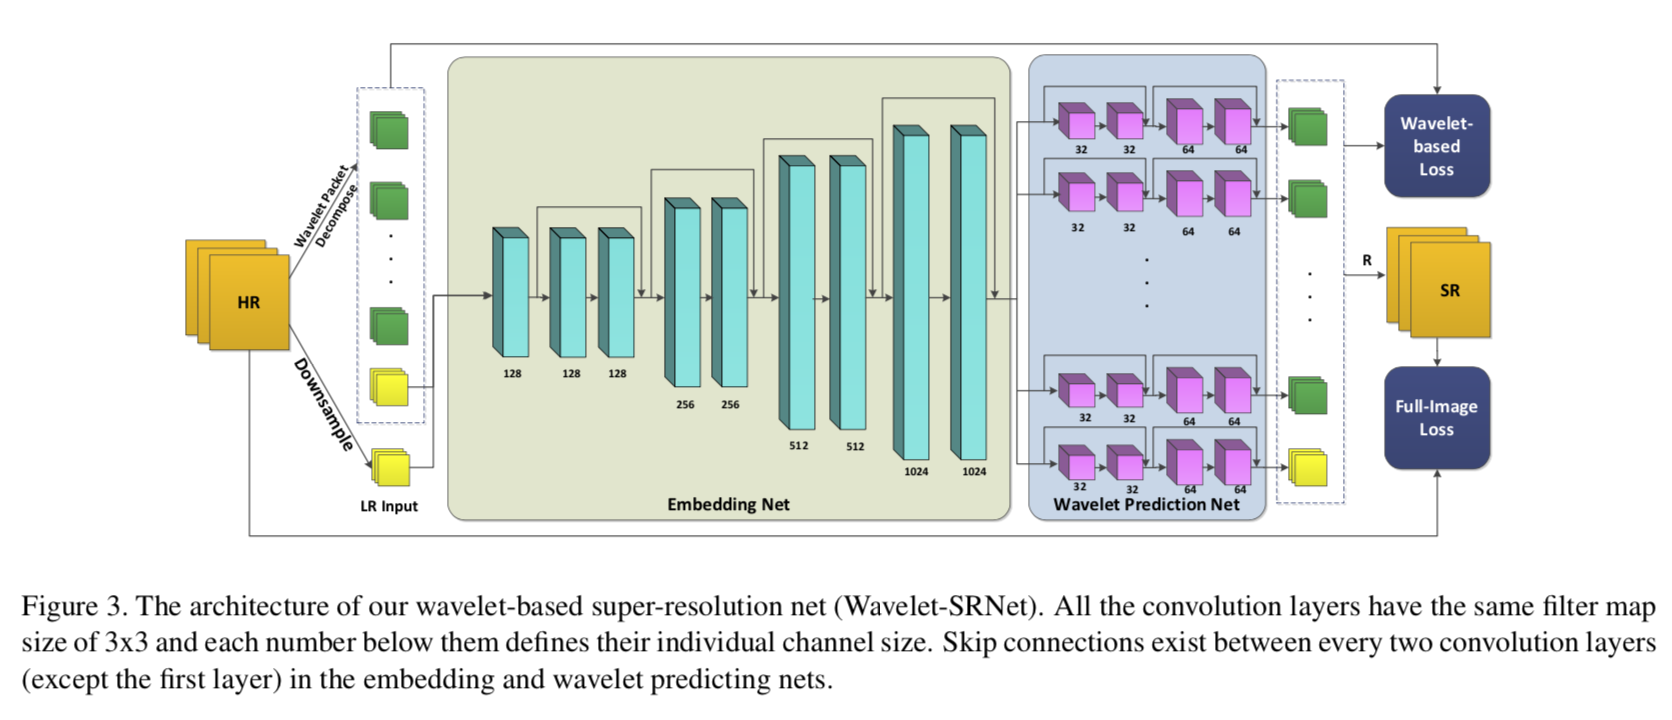 HR
Wavelet Packet
Decompose
Downsample
LR Input
128
128
128
256
256
512
512
1024
1024
Embedding Net
32
32
64
64
32
32
64
64
32
32
64
64
32
32
64
64
Wavelet Prediction Net
R
Wavelet-
based
Loss
SR
Full-Image
Loss
Figure 3. The architecture of our wavelet-based super-resolution net (Wavelet-SRNet). All the convolution layers have the same filter map
size of 3x3 and each number below them defines their individual channel size. Skip connections exist between every two convolution layers
(except the first layer) in the embedding and wavelet predicting nets.